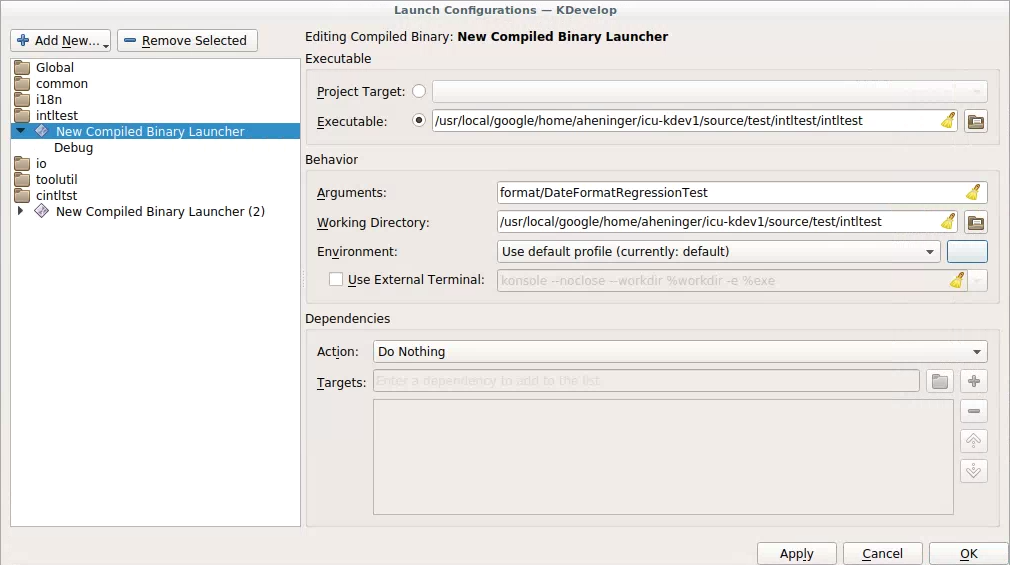 Launch Configurations — KDevelop
Add New...
Remove Selected
Global
common
i18n
intltest
New Compiled Binary Launcher
Debug
io
toolutil
cintltst
New Compiled Binary Launcher (2)
Editing Compiled Binary: New Compiled Binary Launcher
Executable
Project Target:
Executable: /usr/local/google/home/aheninger/icu-kdev1/source/test/intltest/intltest
Behavior
Arguments: format/DateFormatRegressionTest
Working Directory: /usr/local/google/home/aheninger/icu-kdev1/source/test/intltest
Environment: Use default profile (currently: default)
Use External Terminal: konsole --noclose --workdir %workdir -e %exe
Dependencies
Action: Do Nothing
Targets: Enter a dependency to add to the list
Apply Cancel OK